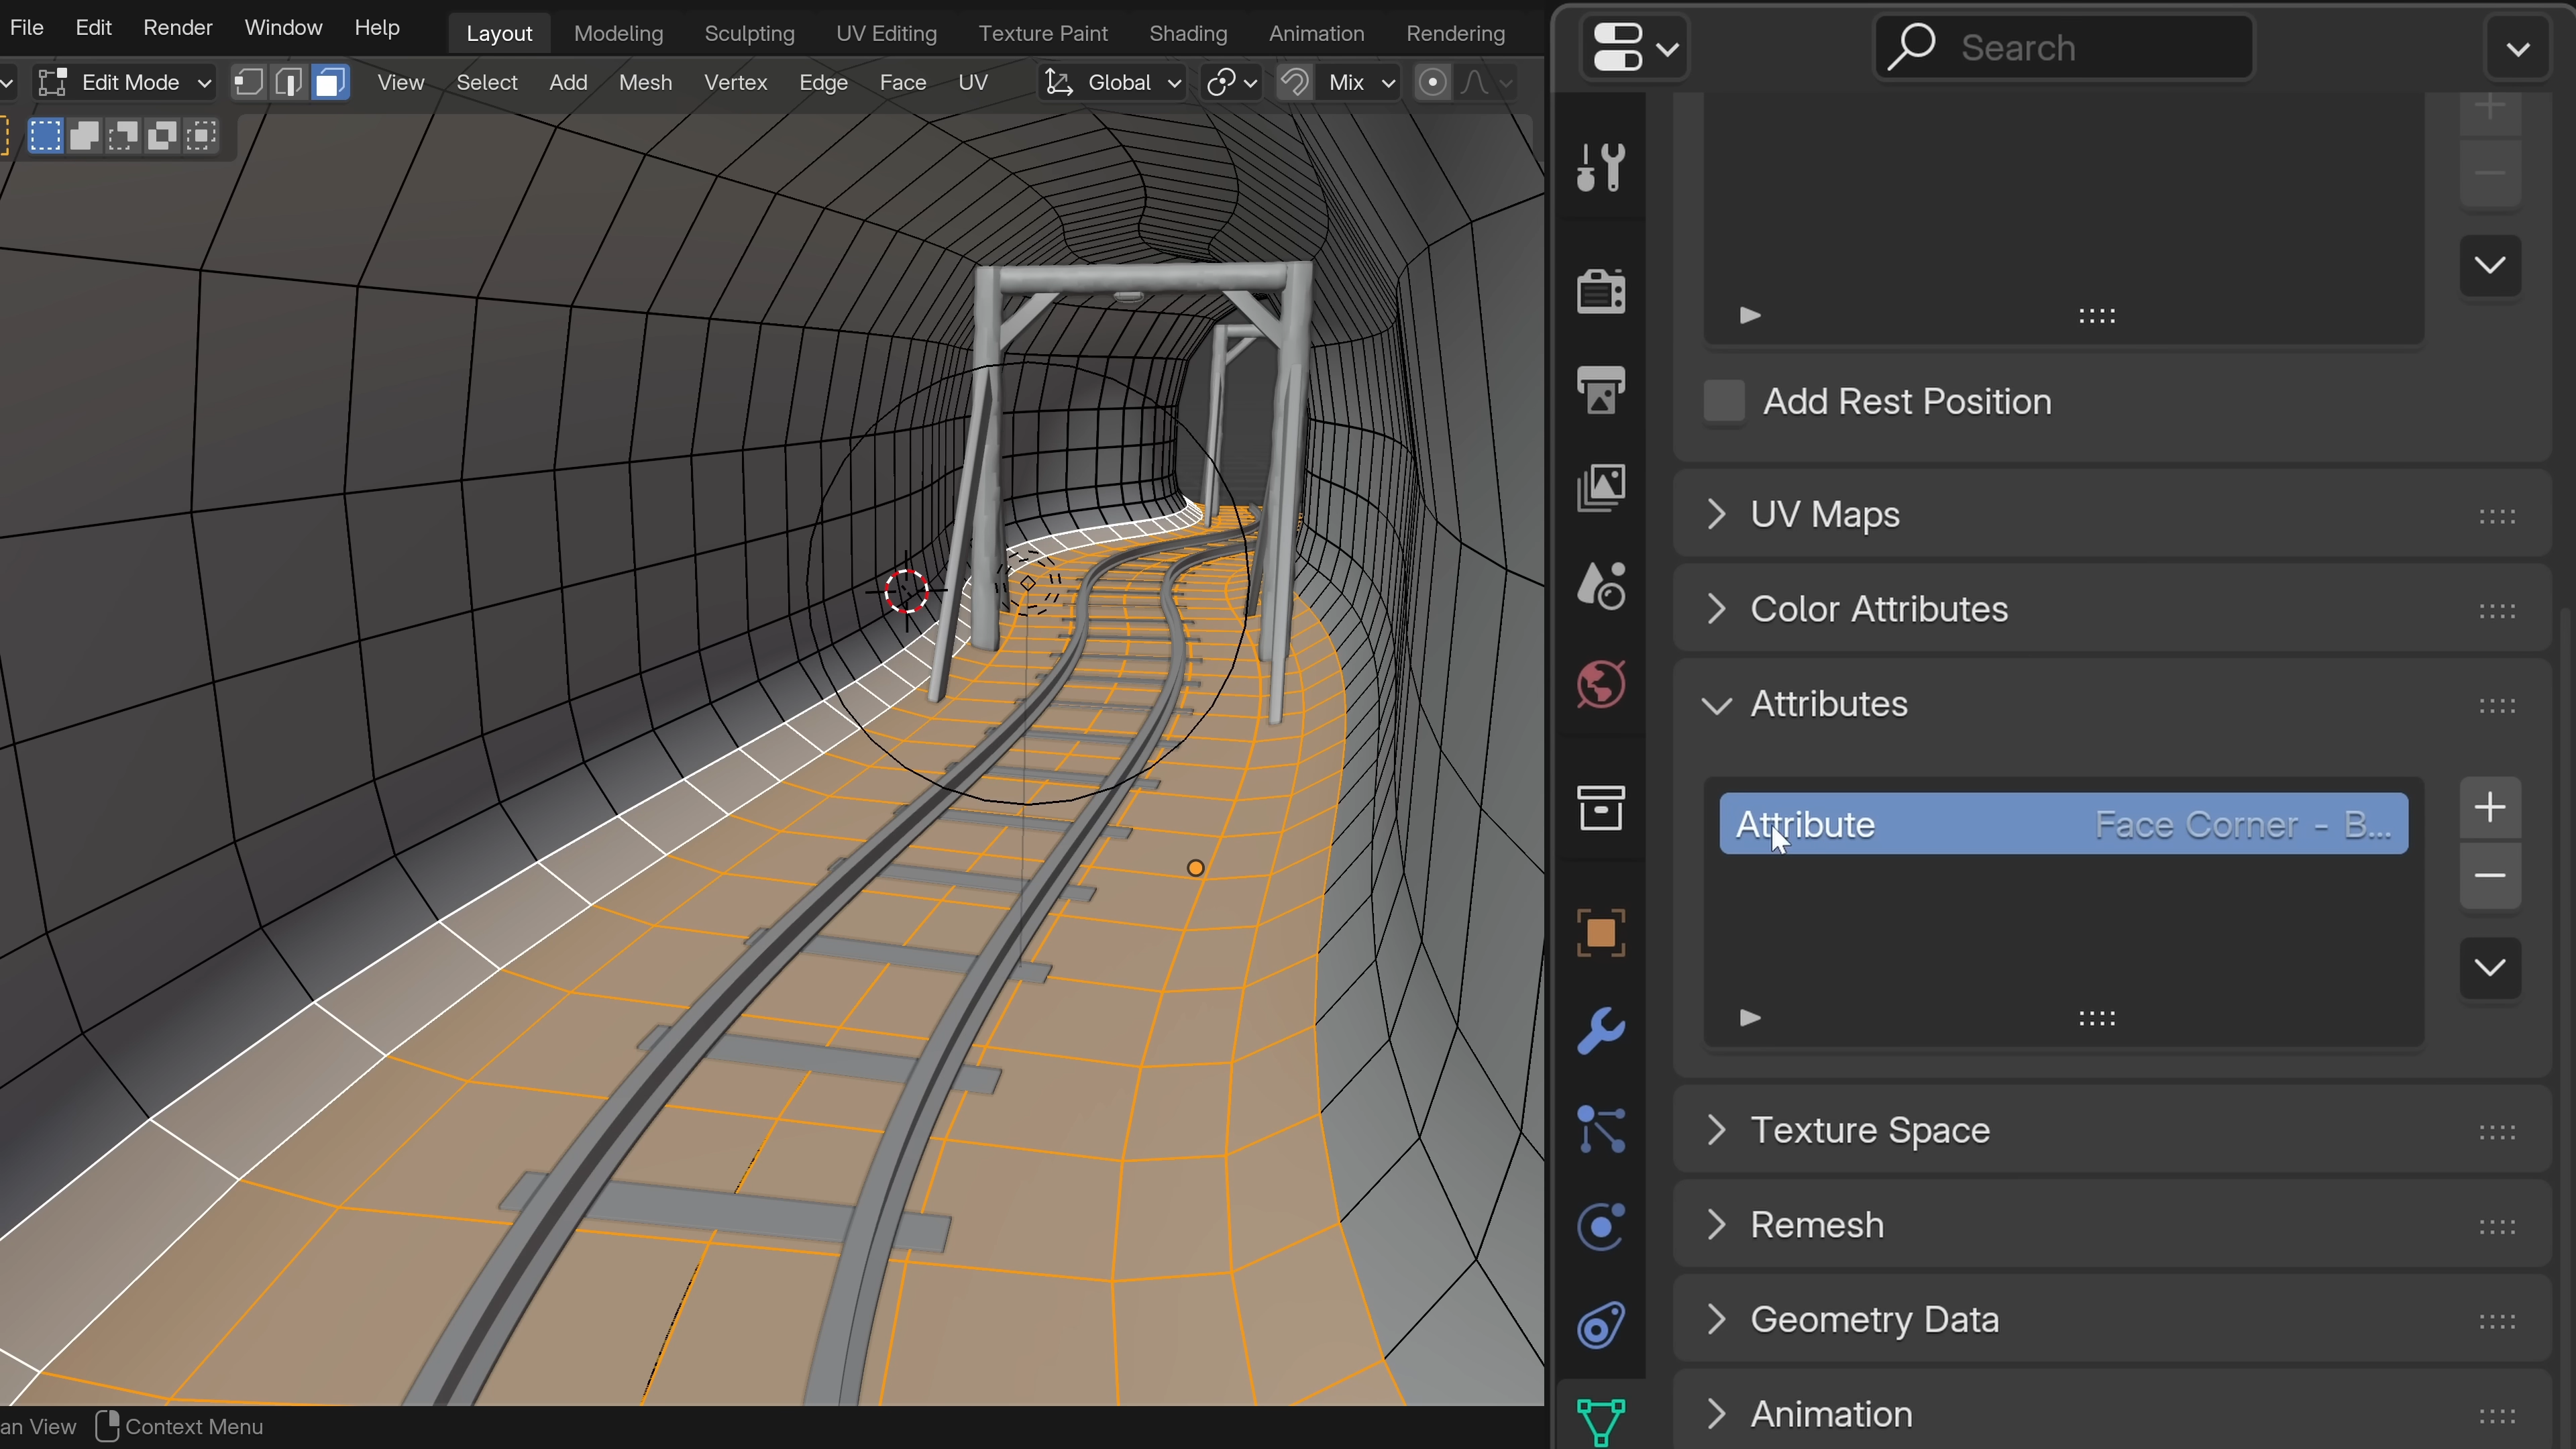 File Edit Render Window Help Layout Modeling Sculpting UV Editing Texture Paint Shading Animation Rendering
Edit Mode View Select Add Mesh Vertex Edge Face UV Global Mix
Search
Add Rest Position
UV Maps
Color Attributes
Attributes
Attribute Face Corner - B...
Texture Space
Remesh
Geometry Data
Animation
an View Context Menu